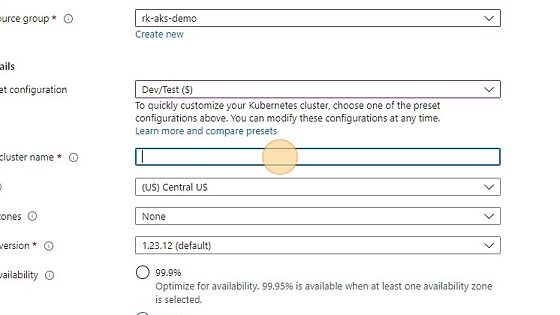 ource group *
rk-aks-demo
Create new
ails
et configuration
Dev/Test ($)
To quickly customize your Kubernetes cluster, choose one of the preset
configurations above. You can modify these configurations at any time.
Learn more and compare presets
cluster name *
(US) Central US
ones
None
version *
1.23.12 (default)
vailability
99.9%
Optimize for availability. 99.95% is available when at least one availability zone
is selected.